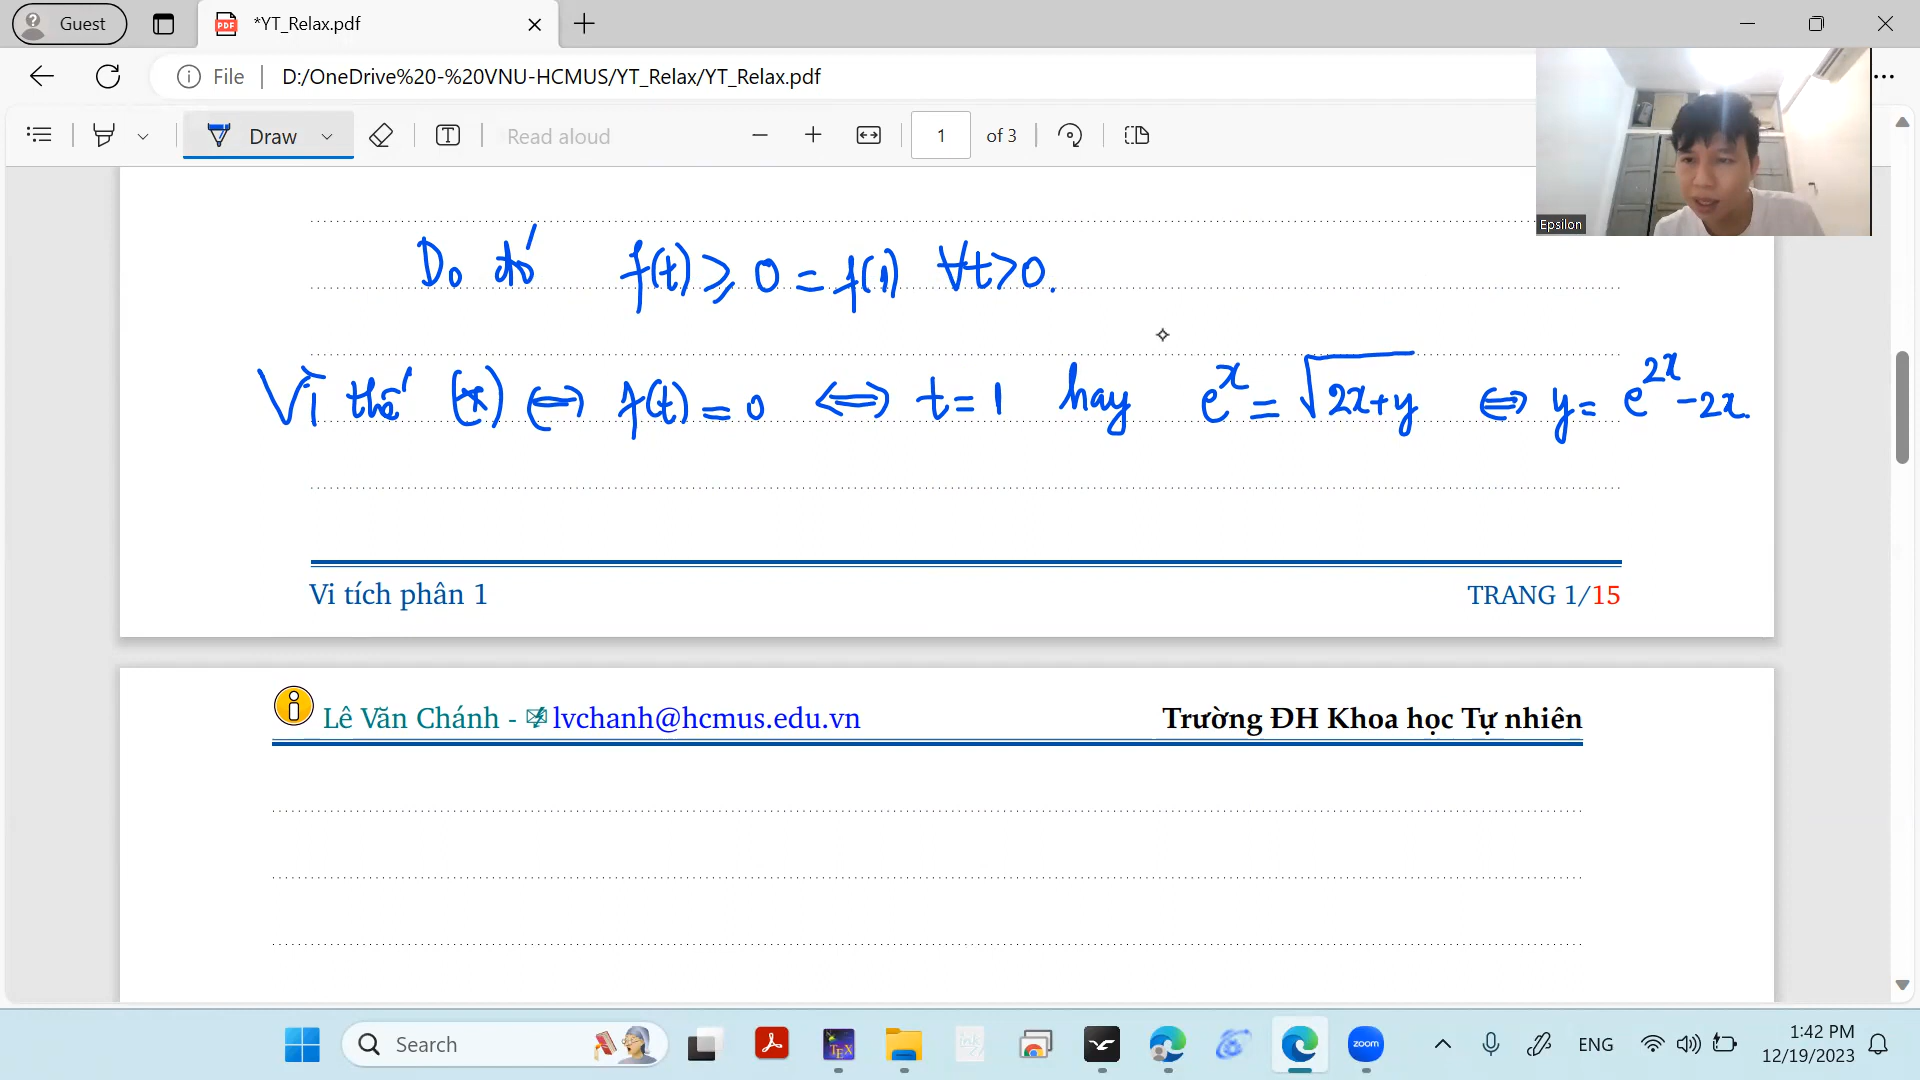 Guest
*YT_Relax.pdf
File
D:/OneDrive%20-%20VNU-HCMUS/YT_Relax/YT_Relax.pdf
Draw
Read aloud
1 of 3
Epsilon
Do đó f(t) ⩾ 0 = f(1) ∀t>0.
Vì thế (*) ⇔ f(t) = 0 ⇔ t = 1 hay e^x = √(2x+y) ⇔ y = e^{2x} - 2x.
Vi tích phân 1
TRANG 1/15
Lê Văn Chánh - lvchanh@hcmus.edu.vn
Trường ĐH Khoa học Tự nhiên
Search
TEX
zoom
ENG
1:42 PM
12/19/2023